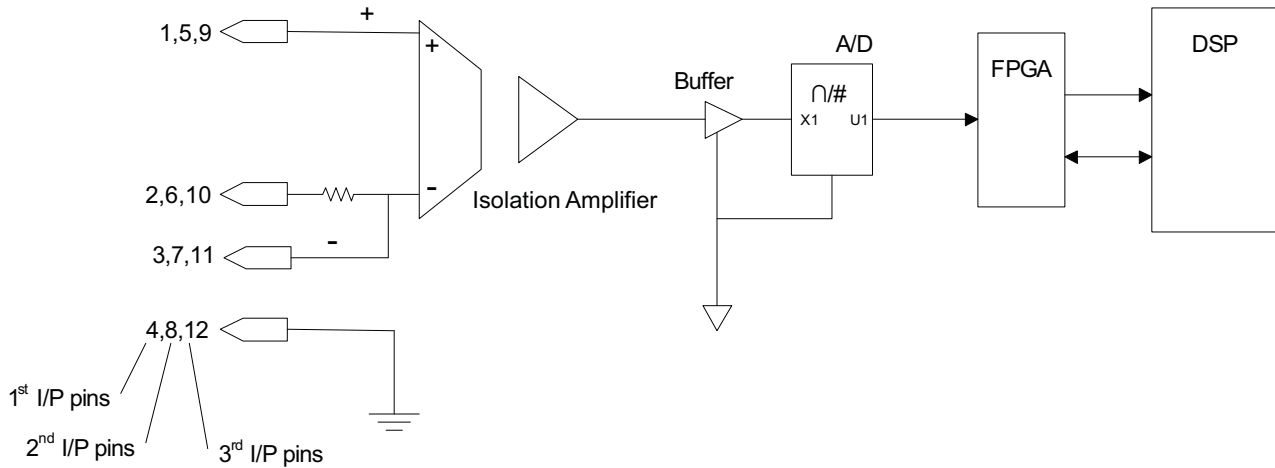 1,5,9
+
+
A/D
DSP
FPGA
Buffer
∩/#
X1 U1
2,6,10
-
Isolation Amplifier
3,7,11
-
4,8,12
1st I/P pins
2nd I/P pins
3rd I/P pins